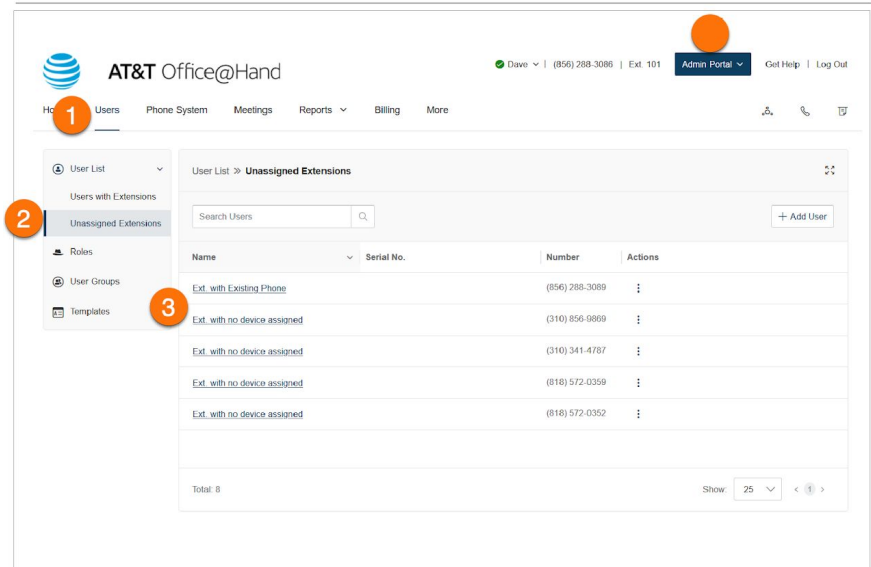 AT&T Office@Hand
Dave | (856) 288-3086 | Ext. 101
Admin Portal
Get Help | Log Out
1
Users
Phone System
Meetings
Reports
Billing
More
User List
Users with Extensions
2
Unassigned Extensions
Roles
User Groups
Templates
User List » Unassigned Extensions
Search Users
+ Add User
Name
Serial No.
Number
Actions
Ext. with Existing Phone
(856) 288-3089
3
Ext. with no device assigned
(310) 856-9869
Ext. with no device assigned
(310) 341-4787
Ext. with no device assigned
(818) 572-0359
Ext. with no device assigned
(818) 572-0352
Total: 8
Show: 25
< 1 >